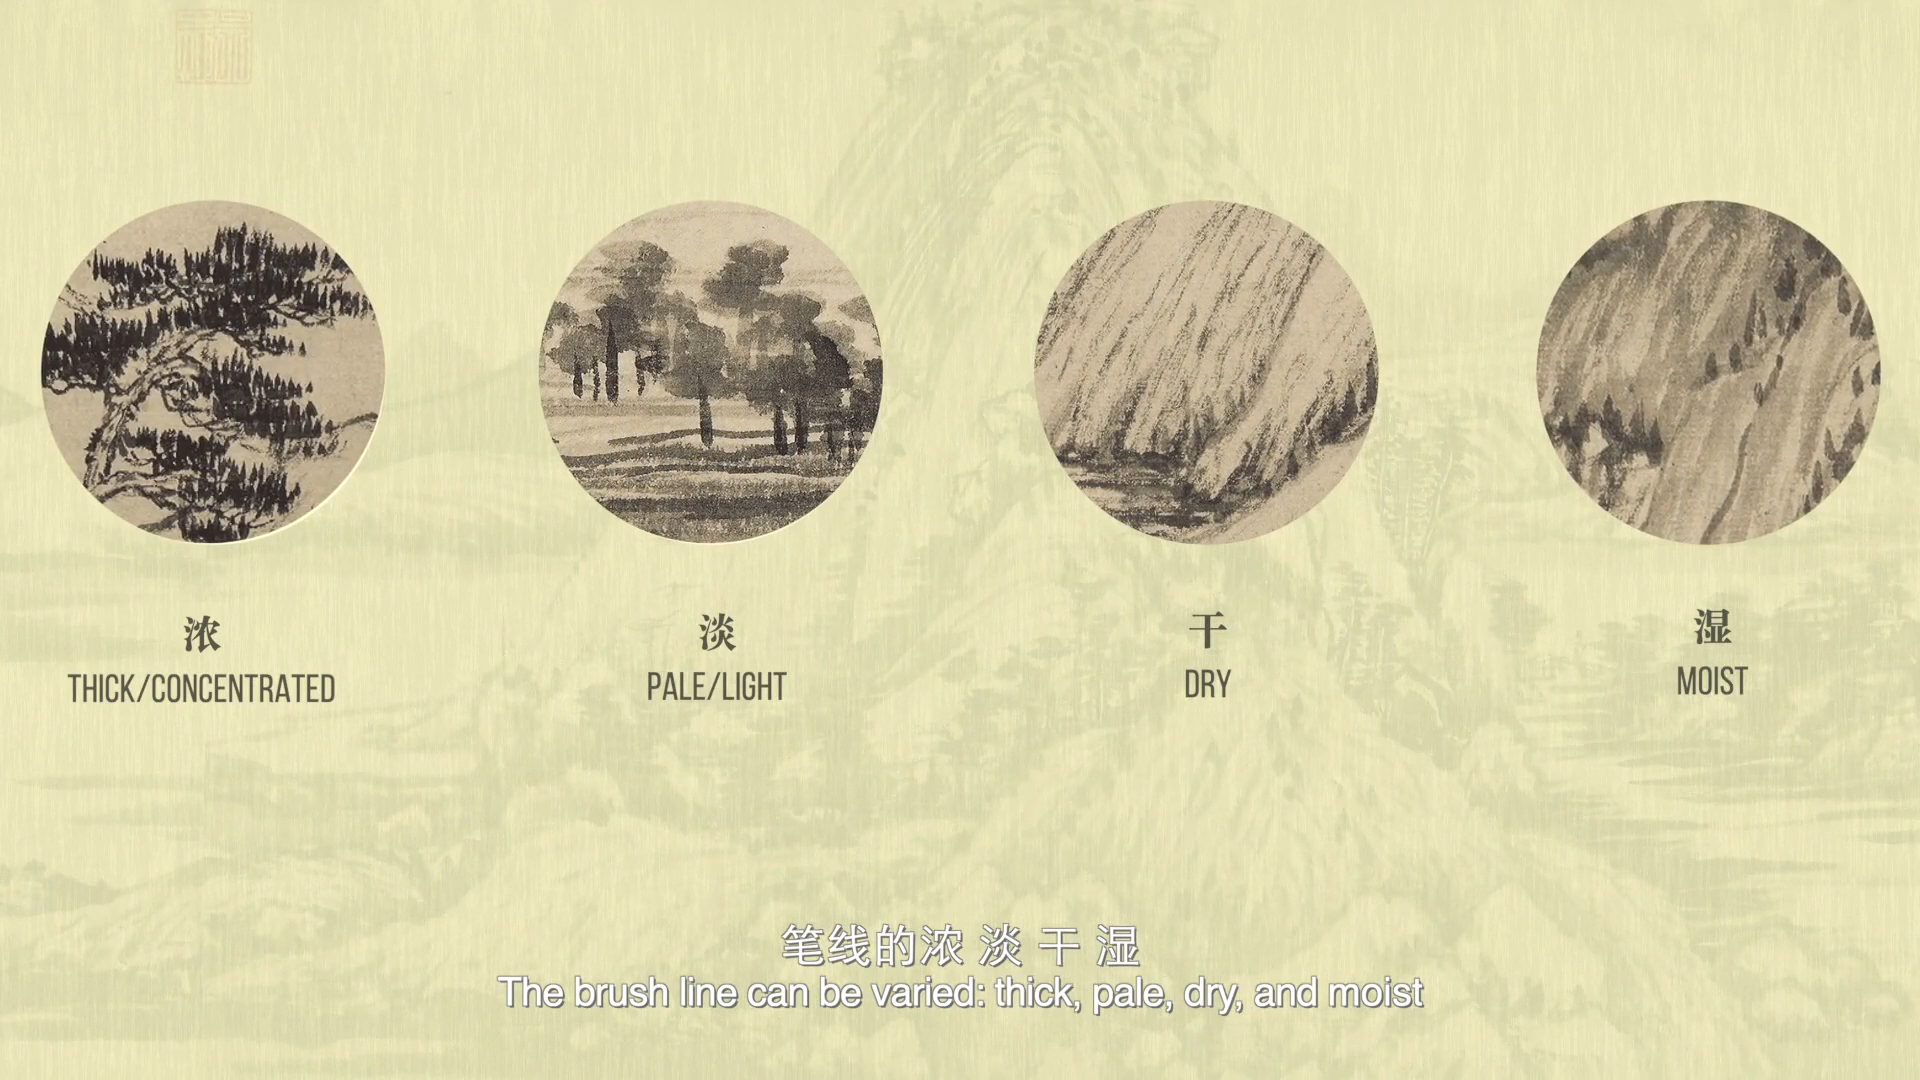 浓
THICK/CONCENTRATED
淡
PALE/LIGHT
干
DRY
湿
MOIST
笔线的浓 淡 干 湿
The brush line can be varied: thick, pale, dry, and moist